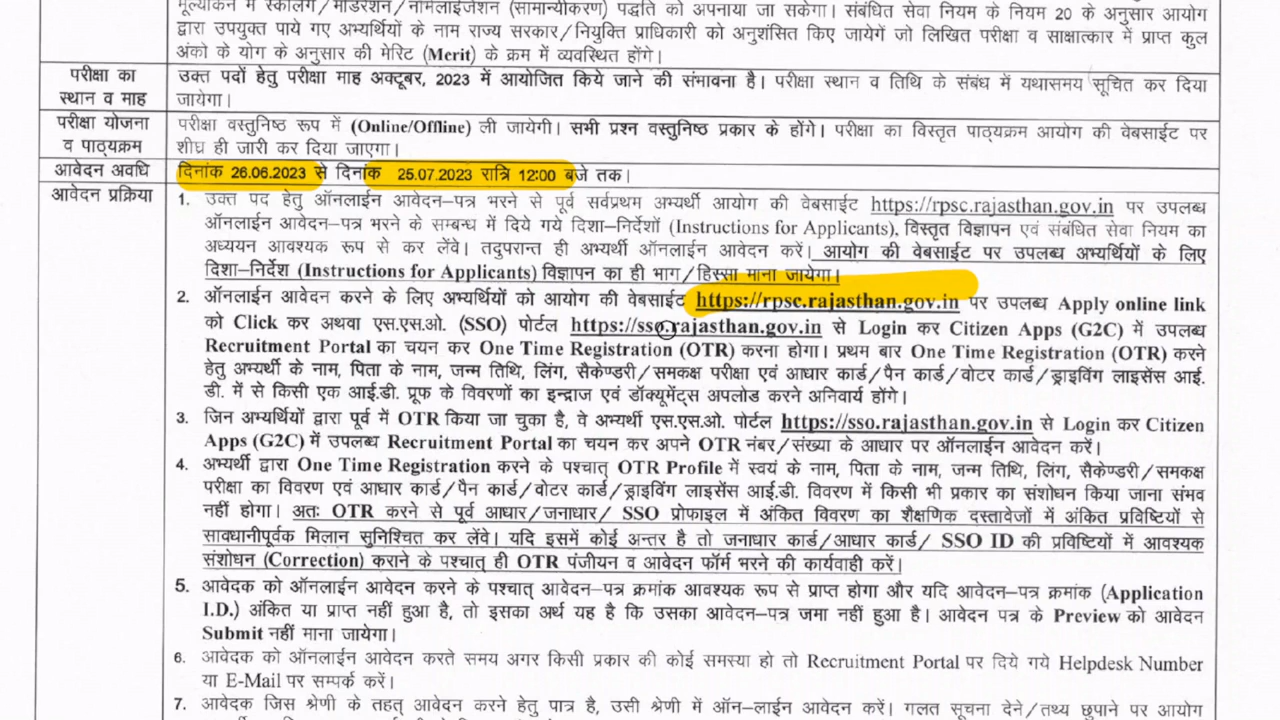 मूल्यांकन में स्केलिंग/मॉडरेशन/नॉर्मलाईजेशन (सामान्यीकरण) पद्धति को अपनाया जा सकेगा। संबंधित सेवा नियम के नियम 20 के अनुसार आयोग
द्वारा उपयुक्त पाये गए अभ्यर्थियों के नाम राज्य सरकार/नियुक्ति प्राधिकारी को अनुशंसित किए जायेगें जो लिखित परीक्षा व साक्षात्कार में प्राप्त कुल
अंको के योग के अनुसार की मेरिट (Merit) के क्रम में व्यवस्थित होंगे।
परीक्षा का स्थान व माह
उक्त पदों हेतु परीक्षा माह अक्टूबर, 2023 में आयोजित किये जाने की संभावना है। परीक्षा स्थान व तिथि के संबंध में यथासमय सूचित कर दिया
जायेगा।
परीक्षा योजना व पाठ्यक्रम
परीक्षा वस्तुनिष्ठ रूप में (Online/Offline) ली जायेगी। सभी प्रश्न वस्तुनिष्ठ प्रकार के होंगे। परीक्षा का विस्तृत पाठ्यक्रम आयोग की वेबसाईट पर
शीघ्र ही जारी कर दिया जाएगा।
आवेदन अवधि
दिनांक 26.06.2023 से दिनांक 25.07.2023 रात्रि 12:00 बजे तक।
आवेदन प्रक्रिया
1. उक्त पद हेतु ऑनलाईन आवेदन–पत्र भरने से पूर्व सर्वप्रथम अभ्यर्थी आयोग की वेबसाईट https://rpsc.rajasthan.gov.in पर उपलब्ध
ऑनलाईन आवेदन–पत्र भरने के सम्बन्ध में दिये गये दिशा–निर्देशों (Instructions for Applicants), विस्तृत विज्ञापन एवं संबंधित सेवा नियम का
अध्ययन आवश्यक रूप से कर लेंवे। तदुपरान्त ही अभ्यर्थी ऑनलाईन आवेदन करें। आयोग की वेबसाईट पर उपलब्ध अभ्यर्थियों के लिए
दिशा–निर्देश (Instructions for Applicants) विज्ञापन का ही भाग/हिस्सा माना जायेगा।
2. ऑनलाईन आवेदन करने के लिए अभ्यर्थियों को आयोग की वेबसाईट https://rpsc.rajasthan.gov.in पर उपलब्ध Apply online link
को Click कर अथवा एस.एस.ओ. (SSO) पोर्टल https://sso.rajasthan.gov.in से Login कर Citizen Apps (G2C) में उपलब्ध
Recruitment Portal का चयन कर One Time Registration (OTR) करना होगा। प्रथम बार One Time Registration (OTR) करने
हेतु अभ्यर्थी के नाम, पिता के नाम, जन्म तिथि, लिंग, सैकेण्डरी/समकक्ष परीक्षा एवं आधार कार्ड/पैन कार्ड/वोटर कार्ड/ड्राइविंग लाइसेंस आई.
डी. में से किसी एक आई.डी. प्रूफ के विवरणों का इन्द्राज एवं डॉक्यूमेंट्स अपलोड करने अनिवार्य होंगे।
3. जिन अभ्यर्थियों द्वारा पूर्व में OTR किया जा चुका है, वे अभ्यर्थी एस.एस.ओ. पोर्टल https://sso.rajasthan.gov.in से Login कर Citizen
Apps (G2C) में उपलब्ध Recruitment Portal का चयन कर अपने OTR नंबर/संख्या के आधार पर ऑनलाईन आवेदन करें।
4. अभ्यर्थी द्वारा One Time Registration करने के पश्चात् OTR Profile में स्वयं के नाम, पिता के नाम, जन्म तिथि, लिंग, सैकेण्डरी/समकक्ष
परीक्षा का विवरण एवं आधार कार्ड/पैन कार्ड/वोटर कार्ड/ड्राइविंग लाइसेंस आई.डी. विवरण में किसी भी प्रकार का संशोधन किया जाना संभव
नहीं होगा। अतः OTR करने से पूर्व आधार/जनाधार/ SSO प्रोफाइल में अंकित विवरण का शैक्षणिक दस्तावेजों में अंकित प्रविष्टियों से
सावधानीपूर्वक मिलान सुनिश्चित कर लेंवे। यदि इसमें कोई अन्तर है तो जनाधार कार्ड/आधार कार्ड/ SSO ID की प्रविष्टियों में आवश्यक
संशोधन (Correction) कराने के पश्चात् ही OTR पंजीयन व आवेदन फॉर्म भरने की कार्यवाही करें।
5. आवेदक को ऑनलाईन आवेदन करने के पश्चात् आवेदन–पत्र क्रमांक आवश्यक रूप से प्राप्त होगा और यदि आवेदन–पत्र क्रमांक (Application
I.D.) अंकित या प्राप्त नहीं हुआ है, तो इसका अर्थ यह है कि उसका आवेदन–पत्र जमा नहीं हुआ है। आवेदन पत्र के Preview को आवेदन
Submit नहीं माना जायेगा।
6. आवेदक को ऑनलाईन आवेदन करते समय अगर किसी प्रकार की कोई समस्या हो तो Recruitment Portal पर दिये गये Helpdesk Number
या E-Mail पर सम्पर्क करें।
7. आवेदक जिस श्रेणी के तहत् आवेदन करने हेतु पात्र है, उसी श्रेणी में ऑन–लाईन आवेदन करें। गलत सूचना देने/तथ्य छुपाने पर आयोग